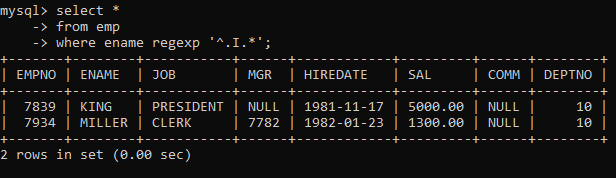 mysql> select *
    -> from emp
    -> where ename regexp '^.I.*';
+-------+--------+-----------+------+------------+---------+------+--------+
| EMPNO | ENAME  | JOB       | MGR  | HIREDATE   | SAL     | COMM | DEPTNO |
+-------+--------+-----------+------+------------+---------+------+--------+
|  7839 | KING   | PRESIDENT | NULL | 1981-11-17 | 5000.00 | NULL |     10 |
|  7934 | MILLER | CLERK     | 7782 | 1982-01-23 | 1300.00 | NULL |     10 |
+-------+--------+-----------+------+------------+---------+------+--------+
2 rows in set (0.00 sec)